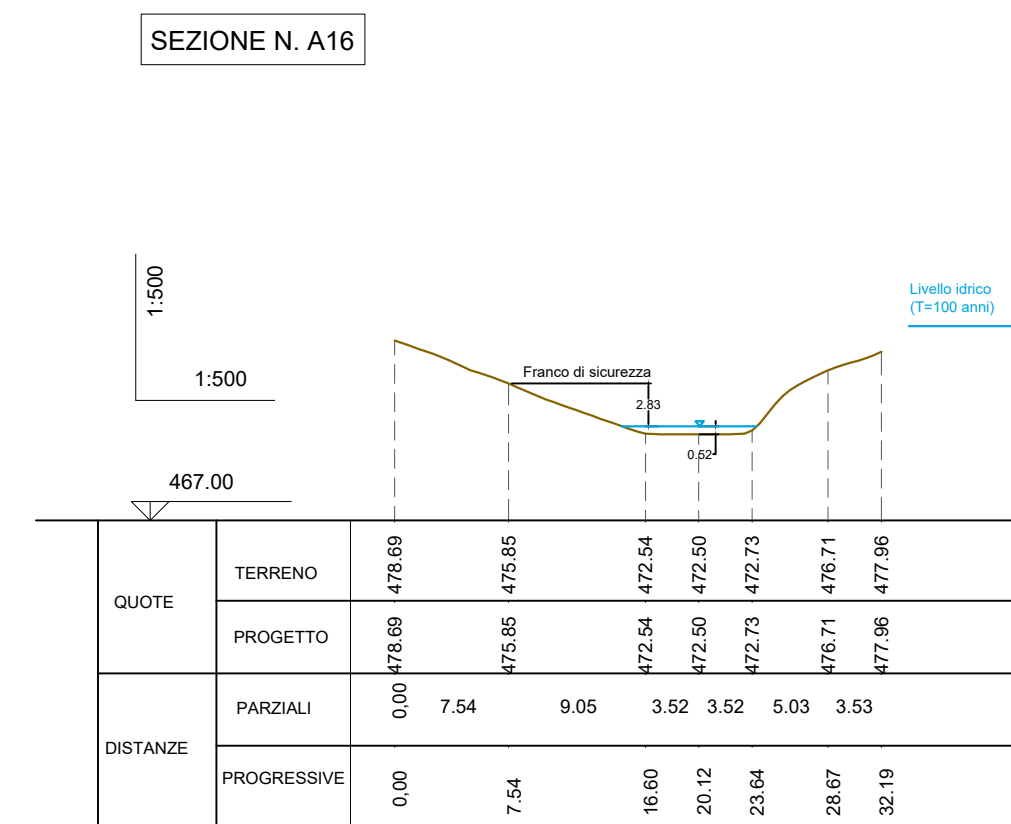 SEZIONE N. A16
1:500
1:500
Livello idrico
(T=100 anni)
Franco di sicurezza
2.83
0.52
467.00
QUOTE
TERRENO
478.69 475.85 472.54 472.50 472.73 476.71 477.96
PROGETTO
478.69 475.85 472.54 472.50 472.73 476.71 477.96
DISTANZE
PARZIALI
0,00 7.54 9.05 3.52 3.52 5.03 3.53
PROGRESSIVE
0,00 7.54 16.60 20.12 23.64 28.67 32.19